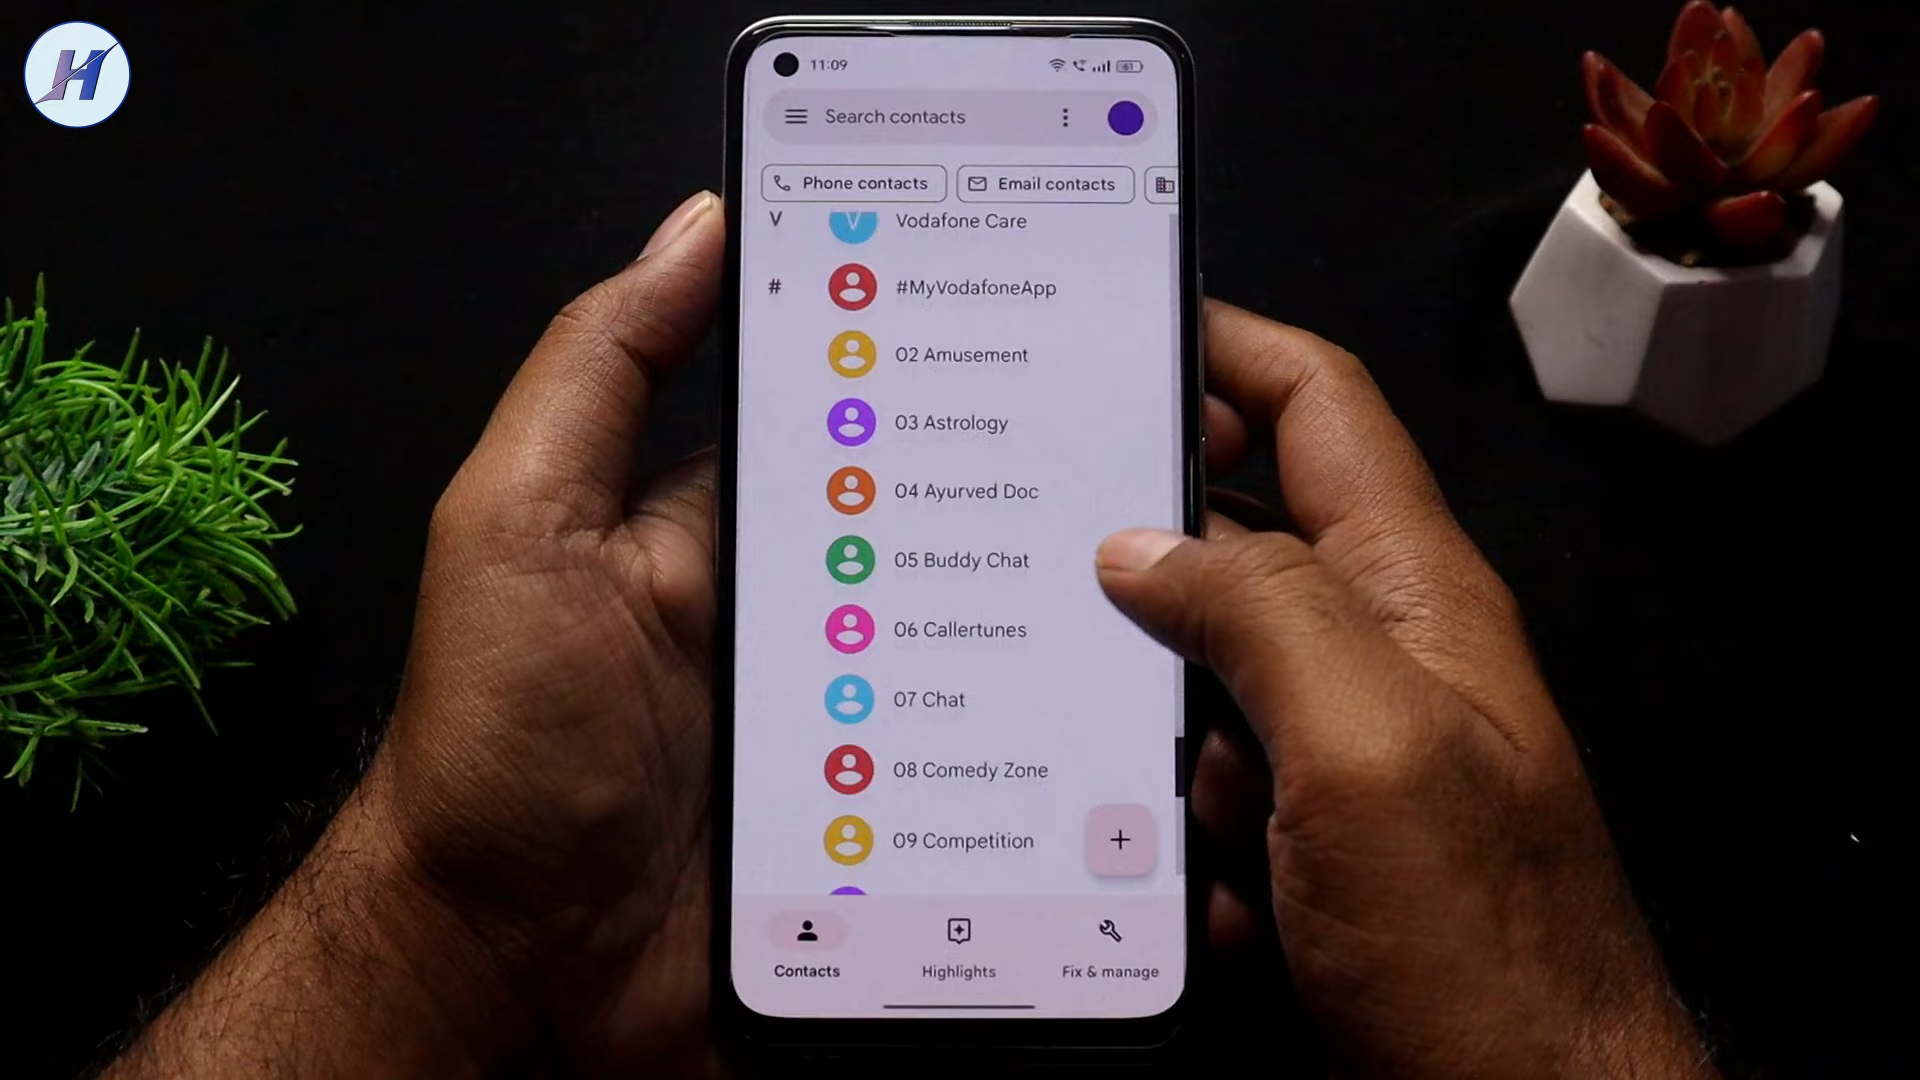 H
11:09
61
Search contacts
Phone contacts
Email contacts
V
V
Vodafone Care
#
#MyVodafoneApp
02 Amusement
03 Astrology
04 Ayurved Doc
05 Buddy Chat
06 Callertunes
07 Chat
08 Comedy Zone
09 Competition
Contacts
Highlights
Fix & manage